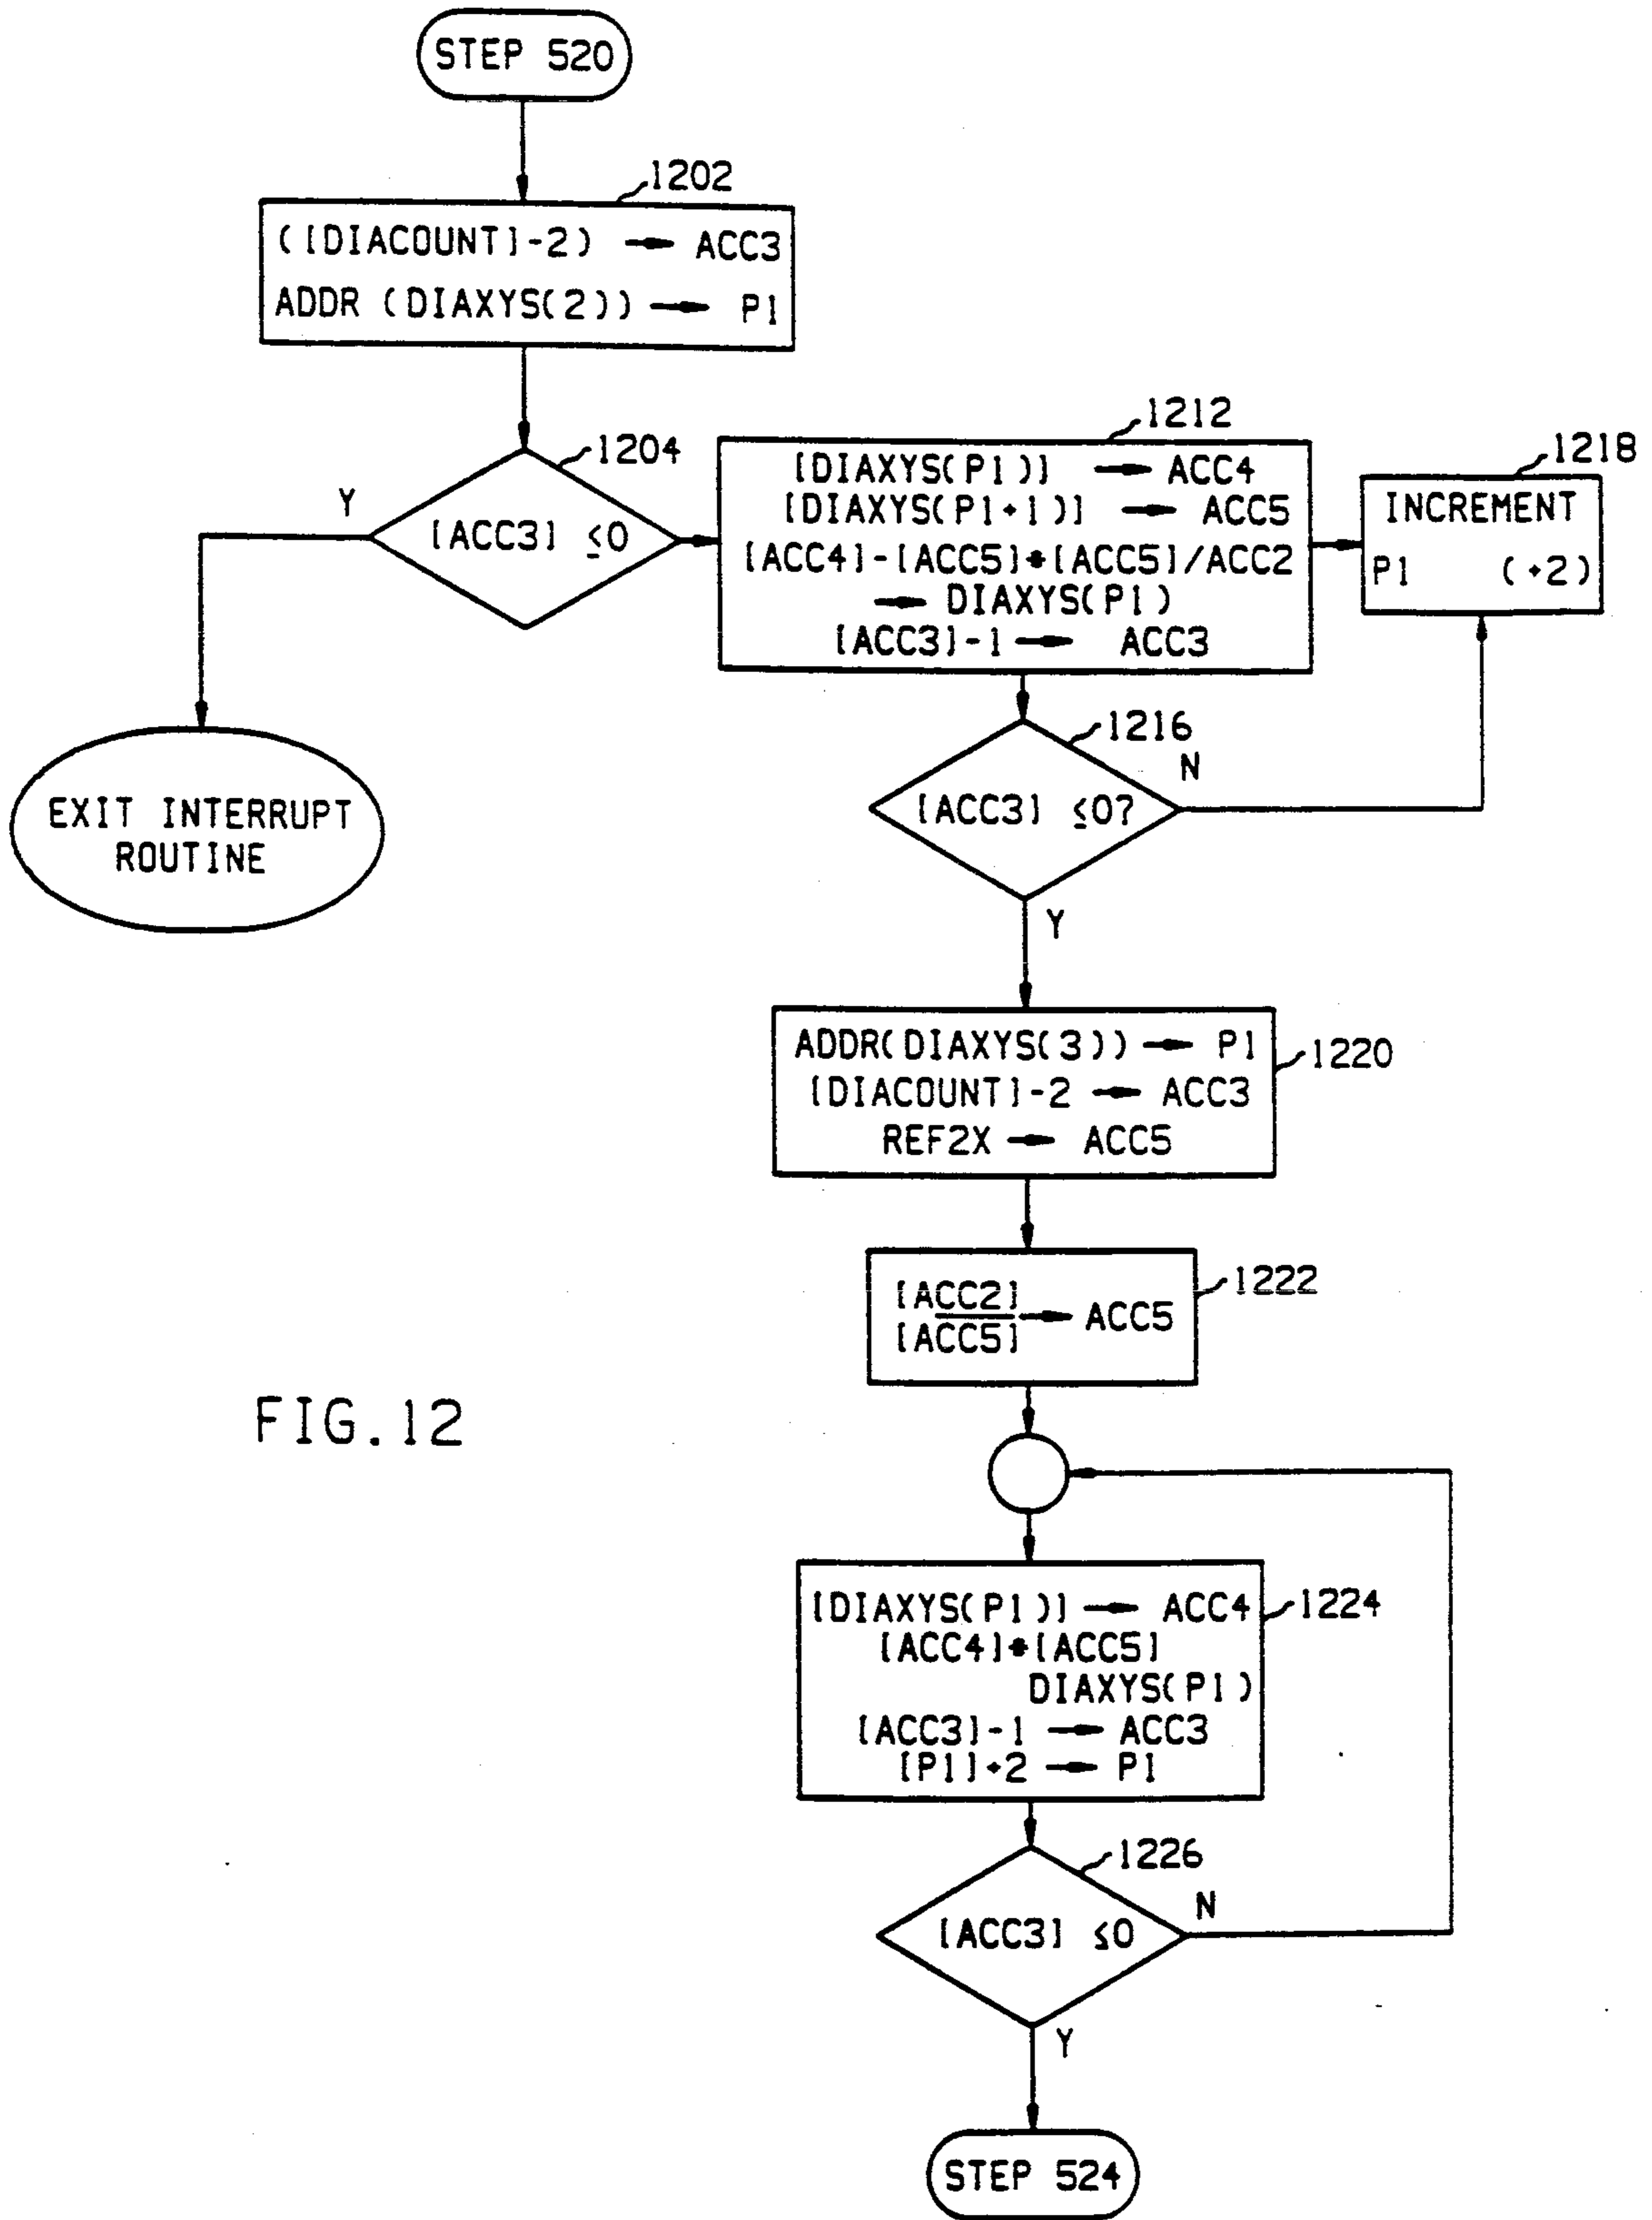 STEP 520
1202
([DIACOUNT]-2) → ACC3
ADDR (DIAXYS(2)) → P1
1204
Y
[ACC3] ≤0
EXIT INTERRUPT
ROUTINE
1212
[DIAXYS(P1)] → ACC4
[DIAXYS(P1+1)] → ACC5
[ACC4]-[ACC5]*[ACC5]/ACC2
→ DIAXYS(P1)
[ACC3]-1 → ACC3
1218
INCREMENT
P1 (+2)
1216
N
[ACC3] ≤0?
Y
1220
ADDR(DIAXYS(3)) → P1
[DIACOUNT]-2 → ACC3
REF2X → ACC5
1222
[ACC2]
[ACC5] → ACC5
FIG.12
1224
[DIAXYS(P1)] → ACC4
[ACC4]*[ACC5]
DIAXYS(P1)
[ACC3]-1 → ACC3
[P1]+2 → P1
1226
N
[ACC3] ≤0
Y
STEP 524